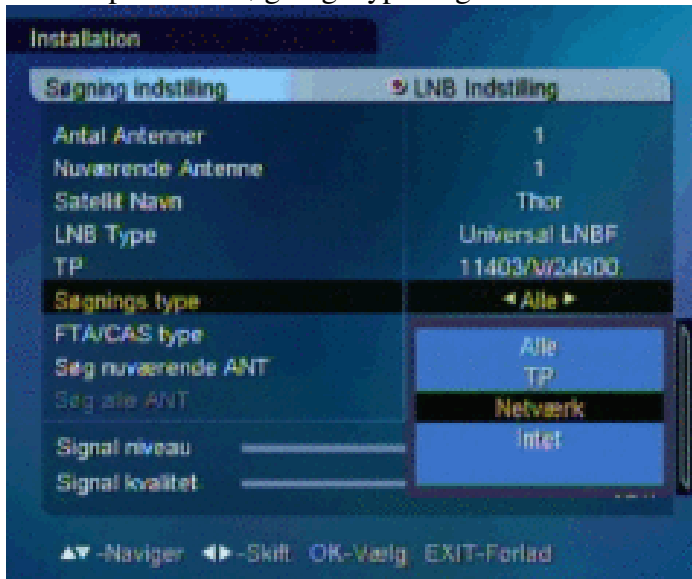 Installation
Søgning indstilling LNB Indstilling
Antal Antenner 1
Nuværende Antenne 1
Satellit Navn Thor
LNB Type Universal LNBF
TP 11403/V/24500
Søgnings type ◄ Alle ►
FTA/CAS type
Alle
Søg nuværende ANT
TP
Søg alle ANT
Netværk
Intet
Signal niveau
Signal kvalitet
▲▼ -Naviger ◄► -Skift OK-Vælg EXIT-Forlad